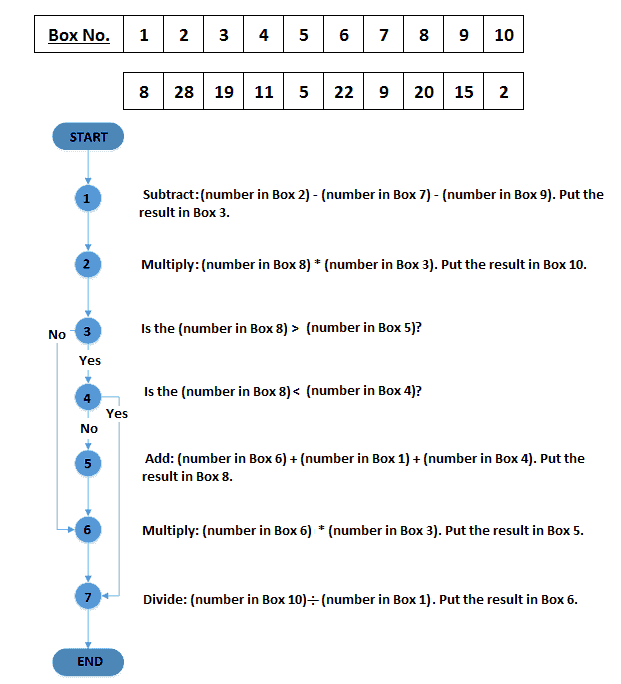 Box No. 1 2 3 4 5 6 7 8 9 10
8 28 19 11 5 22 9 20 15 2
START
1 Subtract: (number in Box 2) - (number in Box 7) - (number in Box 9). Put the
result in Box 3.
2 Multiply: (number in Box 8) * (number in Box 3). Put the result in Box 10.
3 Is the (number in Box 8) > (number in Box 5)?
No
Yes
4 Is the (number in Box 8) < (number in Box 4)?
Yes
No
5 Add: (number in Box 6) + (number in Box 1) + (number in Box 4). Put the
result in Box 8.
6 Multiply: (number in Box 6) * (number in Box 3). Put the result in Box 5.
7 Divide: (number in Box 10)÷(number in Box 1). Put the result in Box 6.
END